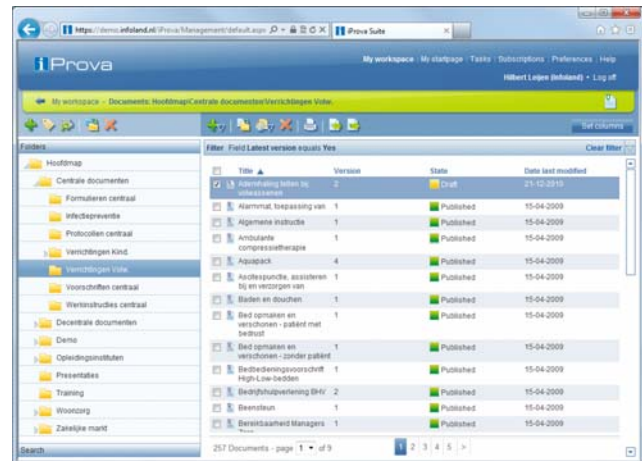 https://demo.infoland.nl/iProva/Management/default.aspx
iProva Suite
iProva
My workspace My startpage Tasks Subscriptions Preferences Help
Hilbert Leijen (Infoland) • Log off
My workspace - Documents: Hoofdmap\Centrale documenten\Verrichtingen Volw.
Set columns
Folders
Filter Field Latest version equals Yes Clear filter
Hoofdmap
Centrale documenten
Formulieren centraal
Infectiepreventie
Protocollen centraal
Verrichtingen Kind.
Verrichtingen Volw.
Voorschriften centraal
Werkinstructies centraal
Decentrale documenten
Demo
Opleidingsinstituten
Presentaties
Training
Woonzorg
Zakelijke markt
Search
Title Version State Date last modified
Ademhaling tellen bij
volwassenen 2 Draft 21-12-2010
Alarmmat, toepassing van 1 Published 15-04-2009
Algemene instructie 1 Published 15-04-2009
Ambulante
compressietherapie 1 Published 15-04-2009
Aquapack 4 Published 15-04-2009
Ascitespunctie, assisteren
bij en verzorgen van 1 Published 15-04-2009
Baden en douchen 1 Published 15-04-2009
Bed opmaken en
verschonen - patiënt met
bedrust 1 Published 15-04-2009
Bed opmaken en
verschonen - zonder patiënt 1 Published 15-04-2009
Bedbedieningsvoorschrift
High-Low-bedden 1 Published 15-04-2009
Bedrijfshulpverlening BHV 2 Published 15-04-2009
Beensteun 1 Published 15-04-2009
Bereikbaarheid Managers 1 Published 15-04-2009
257 Documents - page 1 of 9 1 2 3 4 5 >